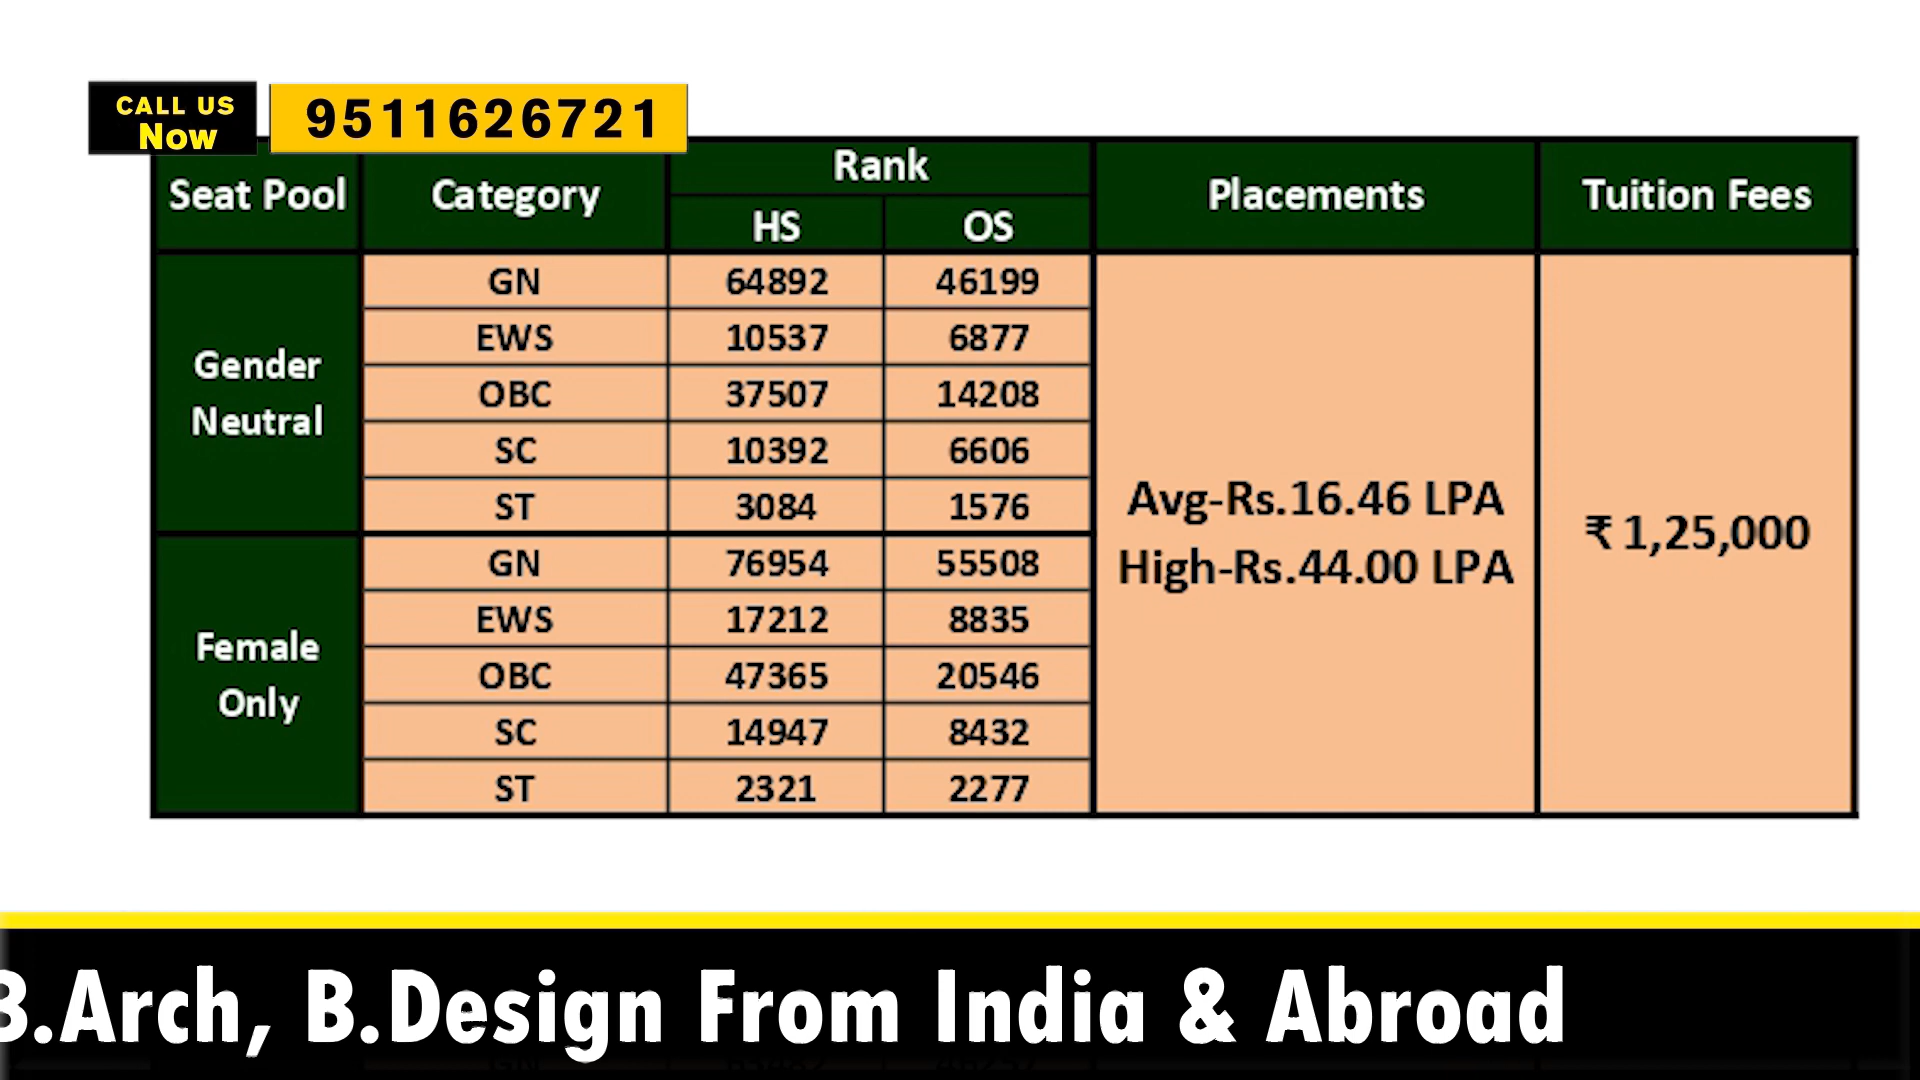 CALL US
Now
9511626721
Seat Pool Category Rank Placements Tuition Fees
HS OS
Gender
Neutral
GN 64892 46199
EWS 10537 6877
OBC 37507 14208
SC 10392 6606
ST 3084 1576
Female
Only
GN 76954 55508
EWS 17212 8835
OBC 47365 20546
SC 14947 8432
ST 2321 2277
Avg-Rs.16.46 LPA
High-Rs.44.00 LPA
₹ 1,25,000
B.Arch, B.Design From India & Abroad